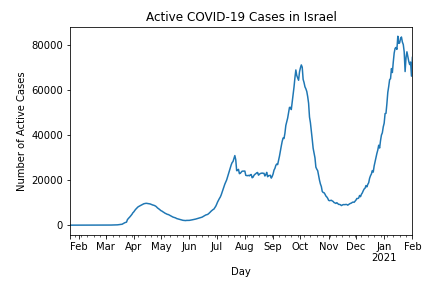 Active COVID-19 Cases in Israel
80000
60000
40000
20000
0
Number of Active Cases
Feb Mar Apr May Jun Jul Aug Sep Oct Nov Dec Jan Feb
2021
Day